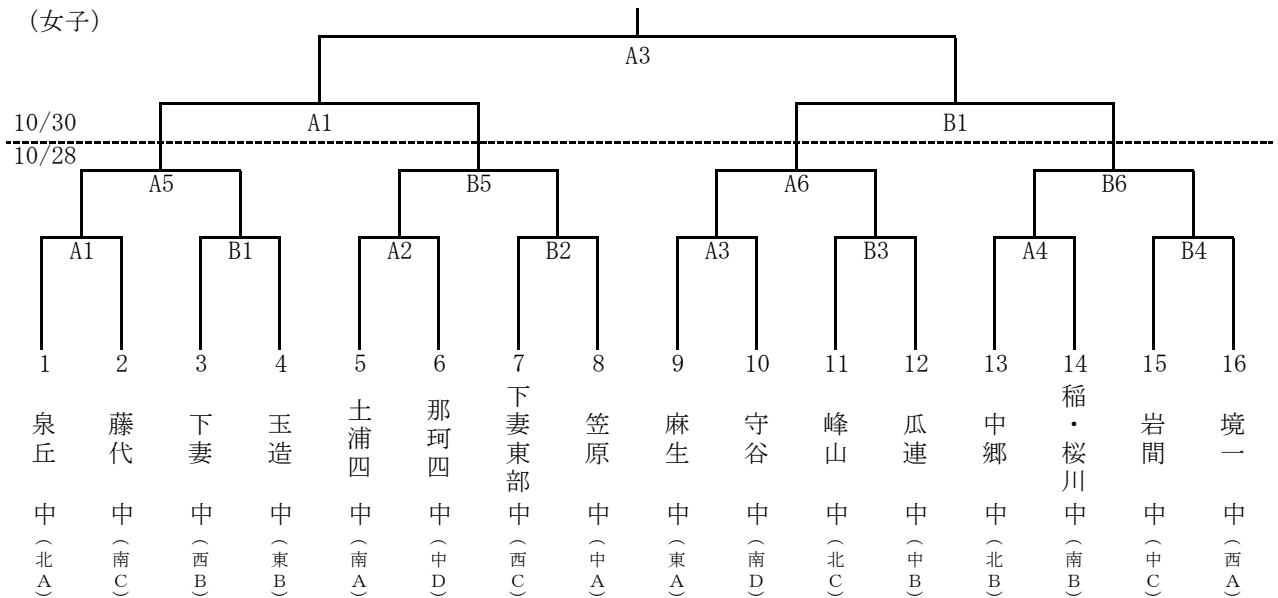 (女子)
A3
10/30
A1
B1
10/28
A5
B5
A6
B6
A1
B1
A2
B2
A3
B3
A4
B4
1
2
3
4
5
6
7
8
9
10
11
12
13
14
15
16
泉丘中(北A)
藤代中(南C)
下妻中(西B)
玉造中(東B)
土浦四中(南A)
那珂四中(中D)
下妻東部中(西C)
笠原中(中A)
麻生中(東A)
守谷中(南D)
峰山中(北C)
瓜連中(中B)
中郷中(北B)
稲・桜川中(南B)
岩間中(中C)
境一中(西A)